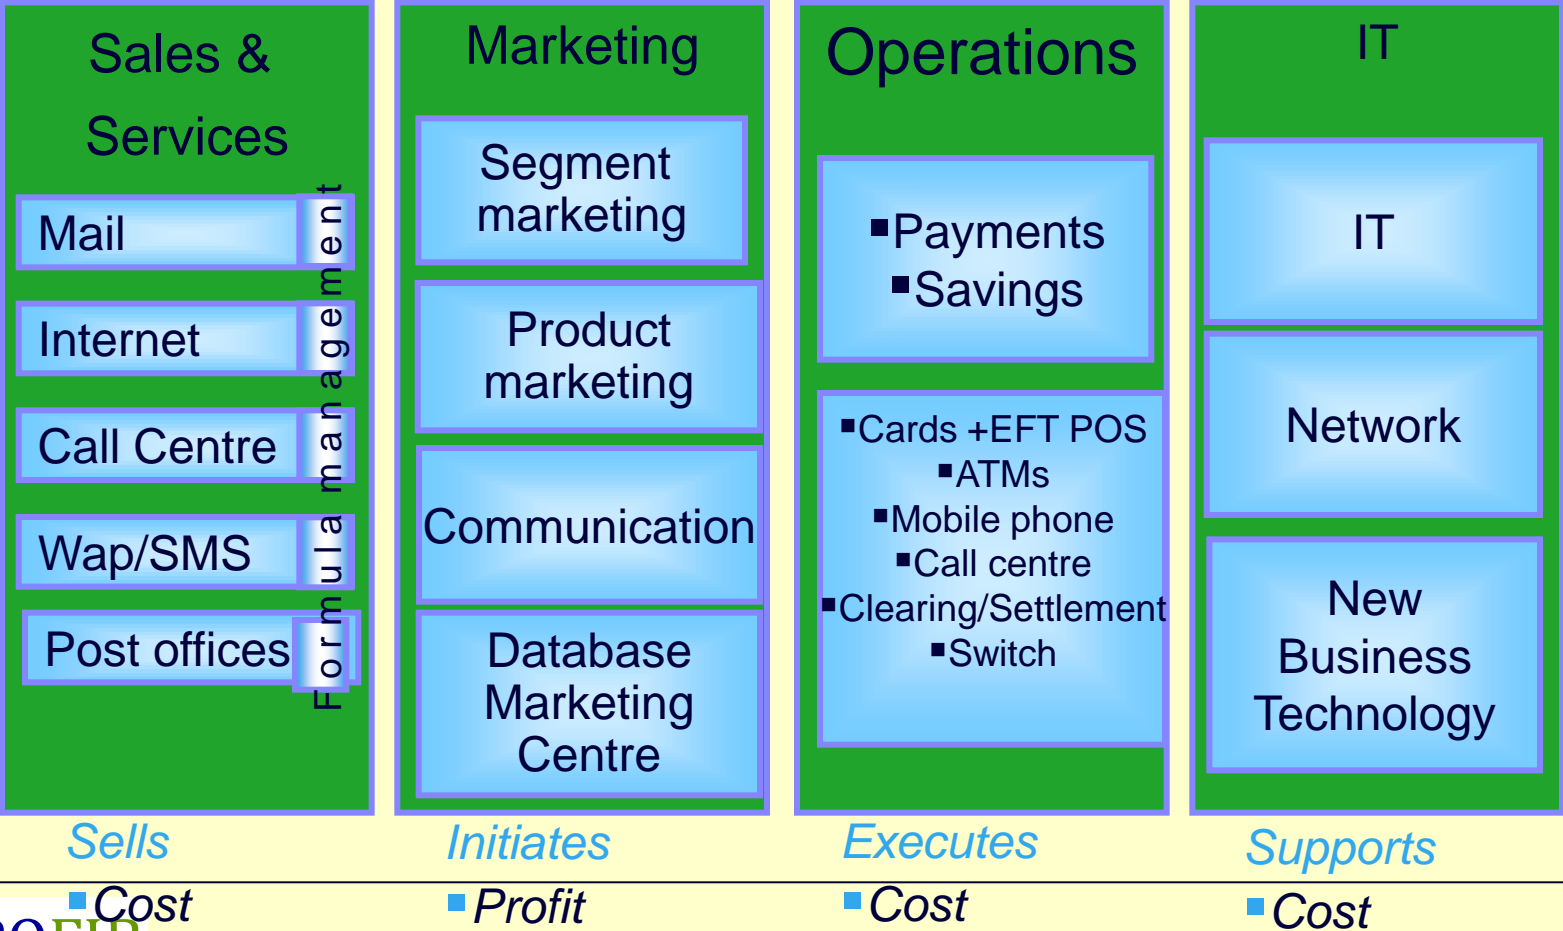 Sales &
Services
Mail
Internet
Call Centre
Wap/SMS
Post offices
Formula management
Sells
▪Cost
Marketing
Segment
marketing
Product
marketing
Communication
Database
Marketing
Centre
Initiates
▪Profit
Operations
▪Payments
▪Savings
▪Cards +EFT POS
▪ATMs
▪Mobile phone
▪Call centre
▪Clearing/Settlement
▪Switch
Executes
▪Cost
IT
IT
Network
New
Business
Technology
Supports
▪Cost